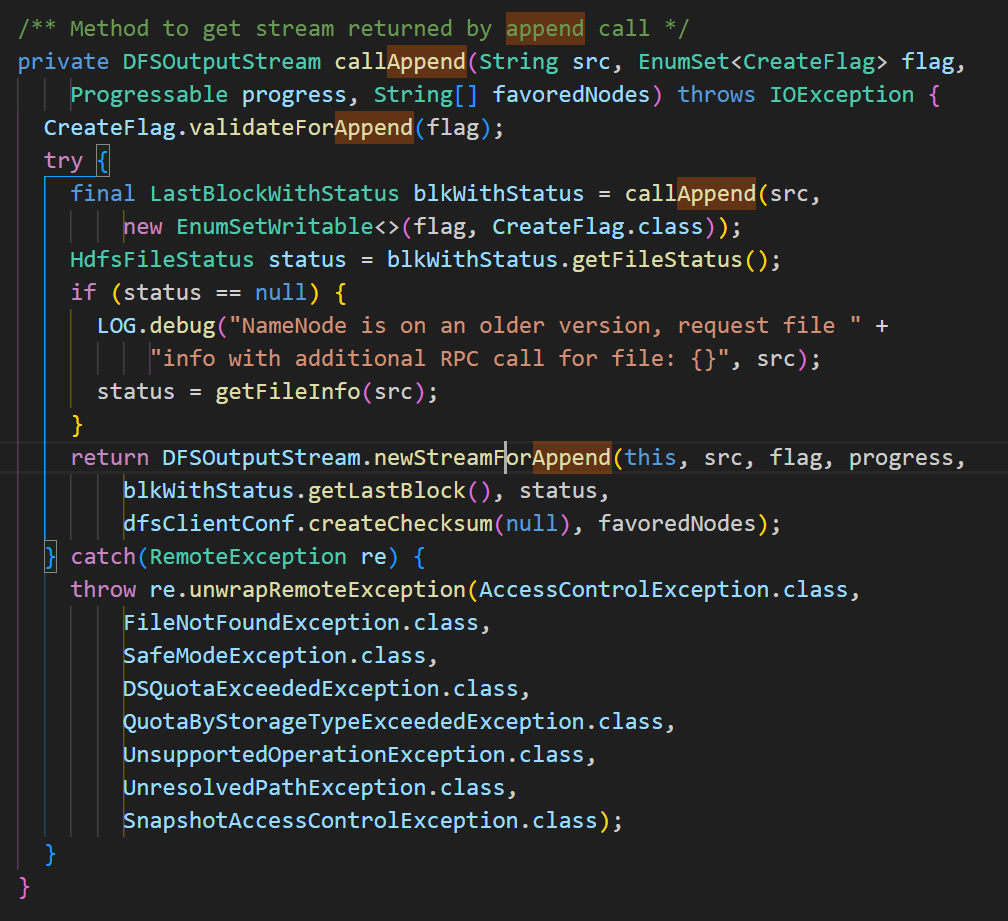 /** Method to get stream returned by append call */
private DFSOutputStream callAppend(String src, EnumSet<CreateFlag> flag,
    Progressable progress, String[] favoredNodes) throws IOException {
  CreateFlag.validateForAppend(flag);
  try {
    final LastBlockWithStatus blkWithStatus = callAppend(src,
        new EnumSetWritable<>(flag, CreateFlag.class));
    HdfsFileStatus status = blkWithStatus.getFileStatus();
    if (status == null) {
      LOG.debug("NameNode is on an older version, request file " +
          "info with additional RPC call for file: {}", src);
      status = getFileInfo(src);
    }
    return DFSOutputStream.newStreamForAppend(this, src, flag, progress,
        blkWithStatus.getLastBlock(), status,
        dfsClientConf.createChecksum(null), favoredNodes);
  } catch(RemoteException re) {
    throw re.unwrapRemoteException(AccessControlException.class,
        FileNotFoundException.class,
        SafeModeException.class,
        DSQuotaExceededException.class,
        QuotaByStorageTypeExceededException.class,
        UnsupportedOperationException.class,
        UnresolvedPathException.class,
        SnapshotAccessControlException.class);
  }
}